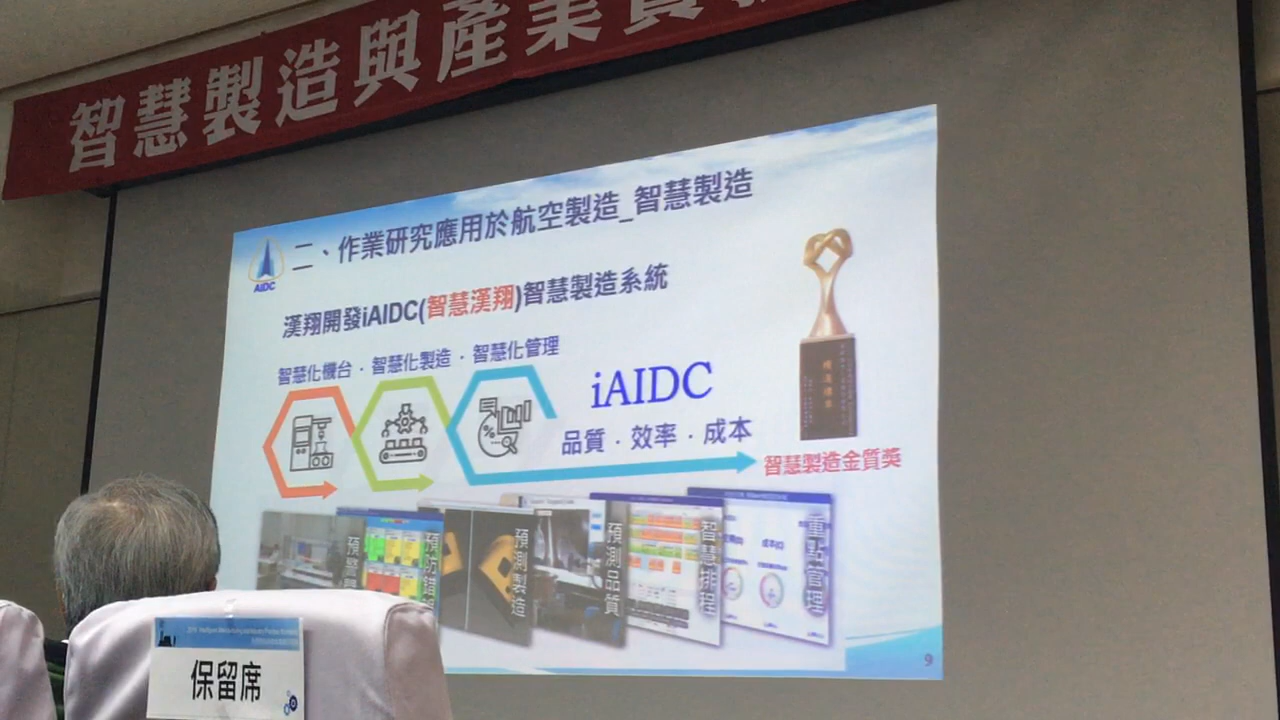 智慧製造與產業實
二、作業研究應用於航空製造_智慧製造
AIDC
漢翔開發iAIDC(智慧漢翔)智慧製造系統
智慧化機台 · 智慧化製造 · 智慧化管理
iAIDC
品質 · 效率 · 成本
智慧製造金質獎
預警
預防錯
預測製造
預測品質
智慧排程
重點管理
9
保留席